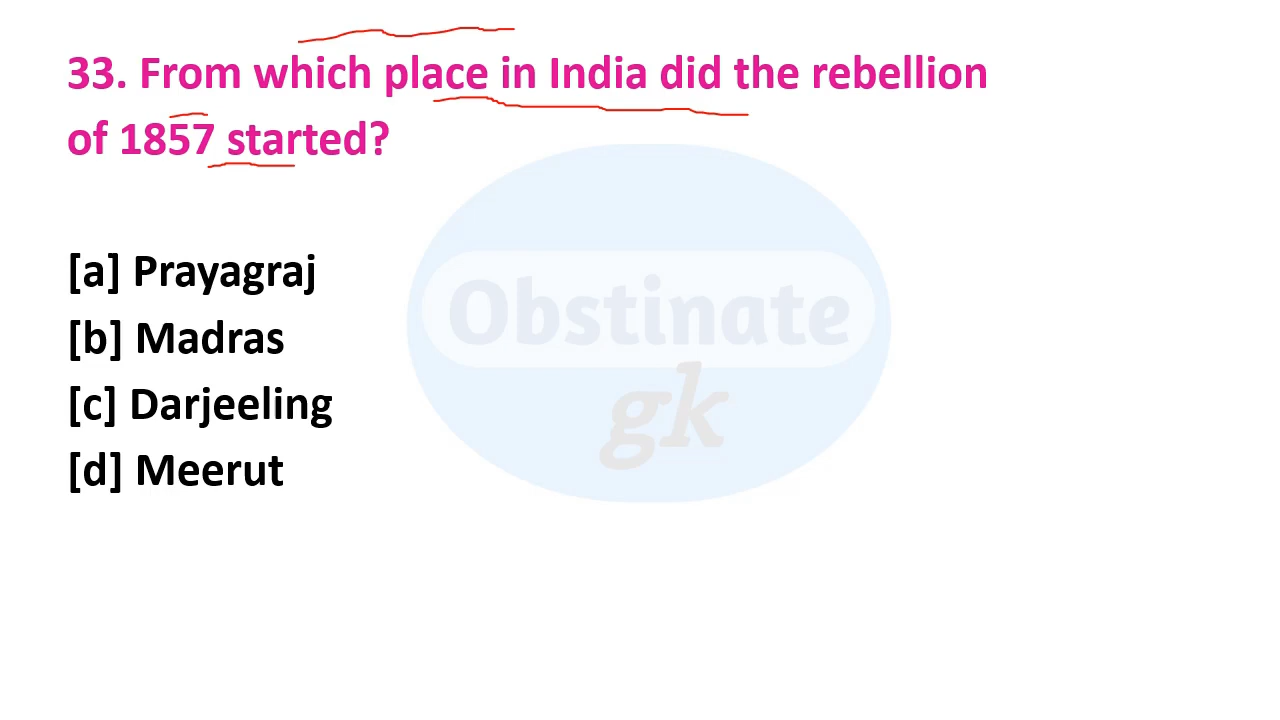 33. From which place in India did the rebellion
of 1857 started?
[a] Prayagraj
[b] Madras
[c] Darjeeling
[d] Meerut
Obstinate
gk